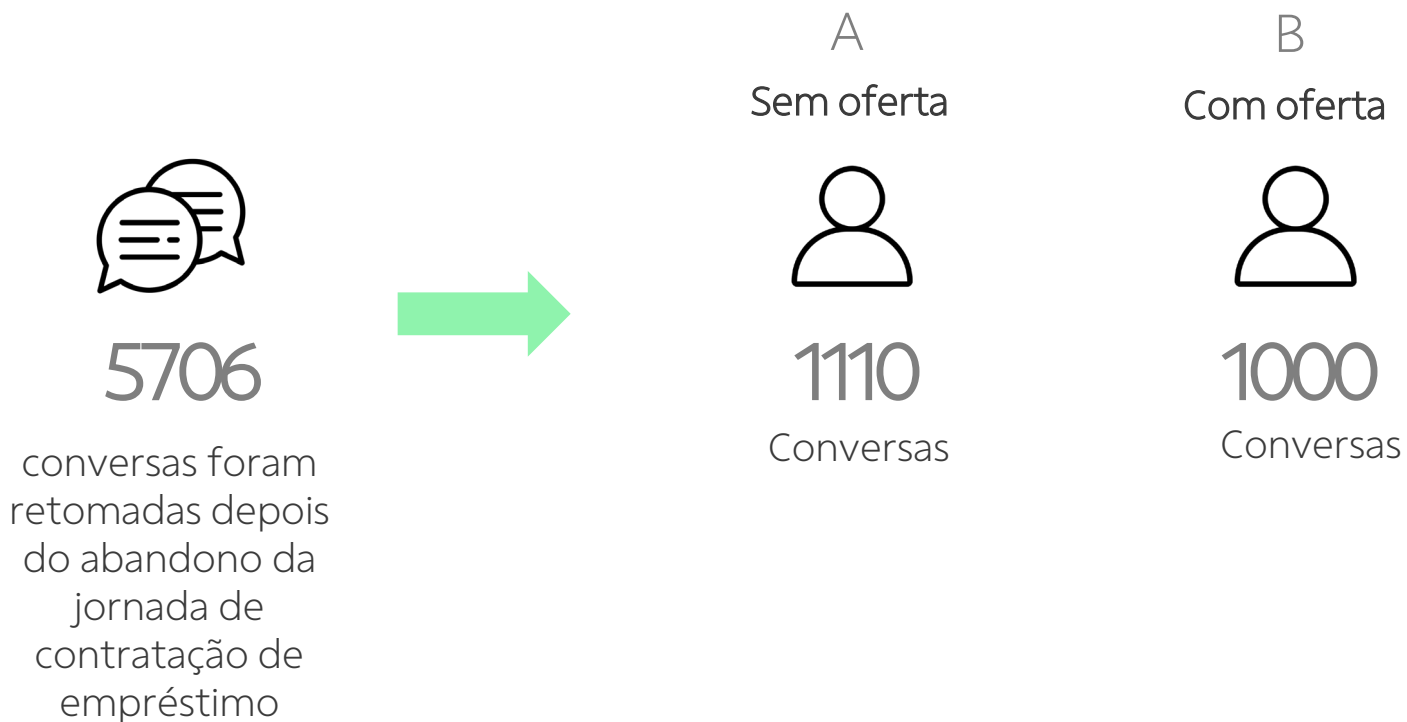 A
Sem oferta
B
Com oferta
5706
conversas foram
retomadas depois
do abandono da
jornada de
contratação de
empréstimo
1110
Conversas
1000
Conversas